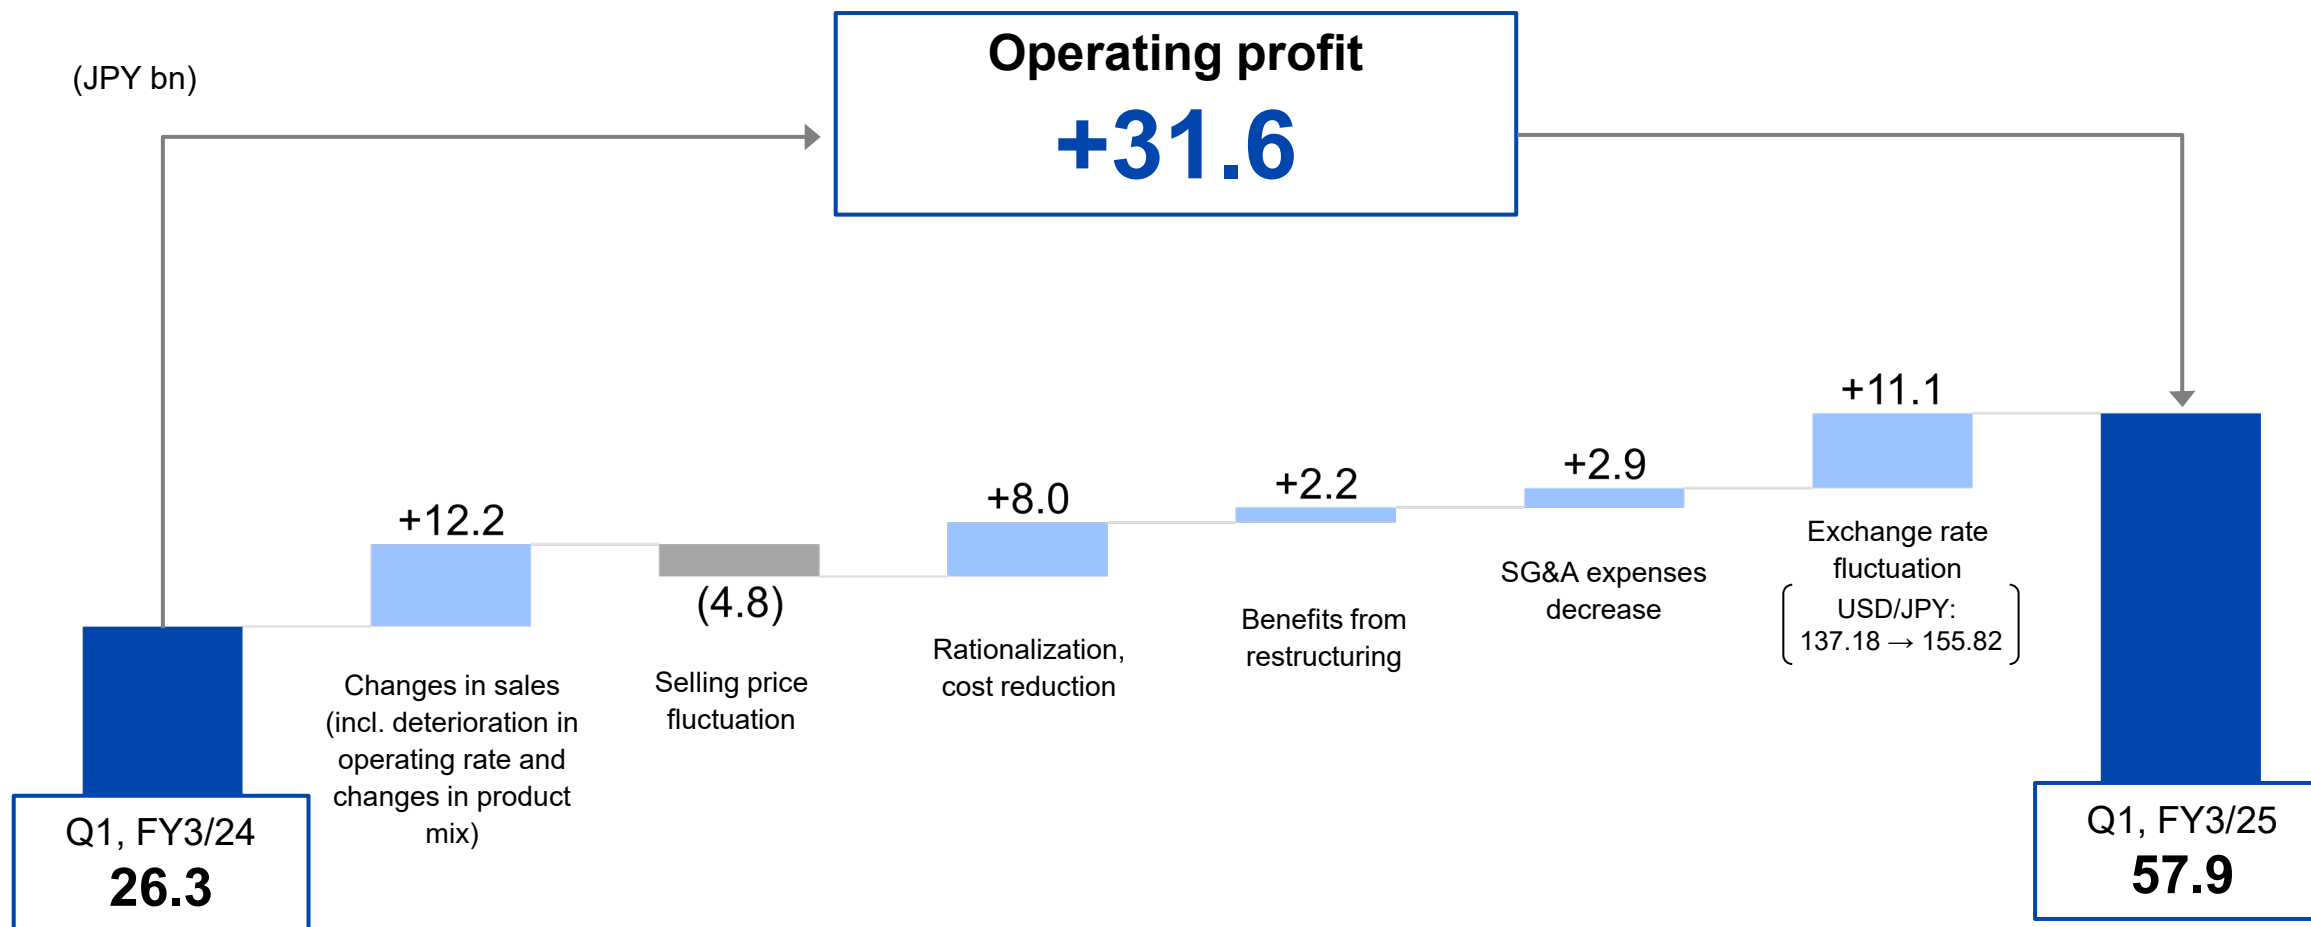 (JPY bn)
Operating profit
+31.6
Q1, FY3/24
26.3
+12.2
Changes in sales
(incl. deterioration in
operating rate and
changes in product
mix)
(4.8)
Selling price
fluctuation
+8.0
Rationalization,
cost reduction
+2.2
Benefits from
restructuring
+2.9
SG&A expenses
decrease
+11.1
Exchange rate
fluctuation
USD/JPY:
137.18 → 155.82
Q1, FY3/25
57.9